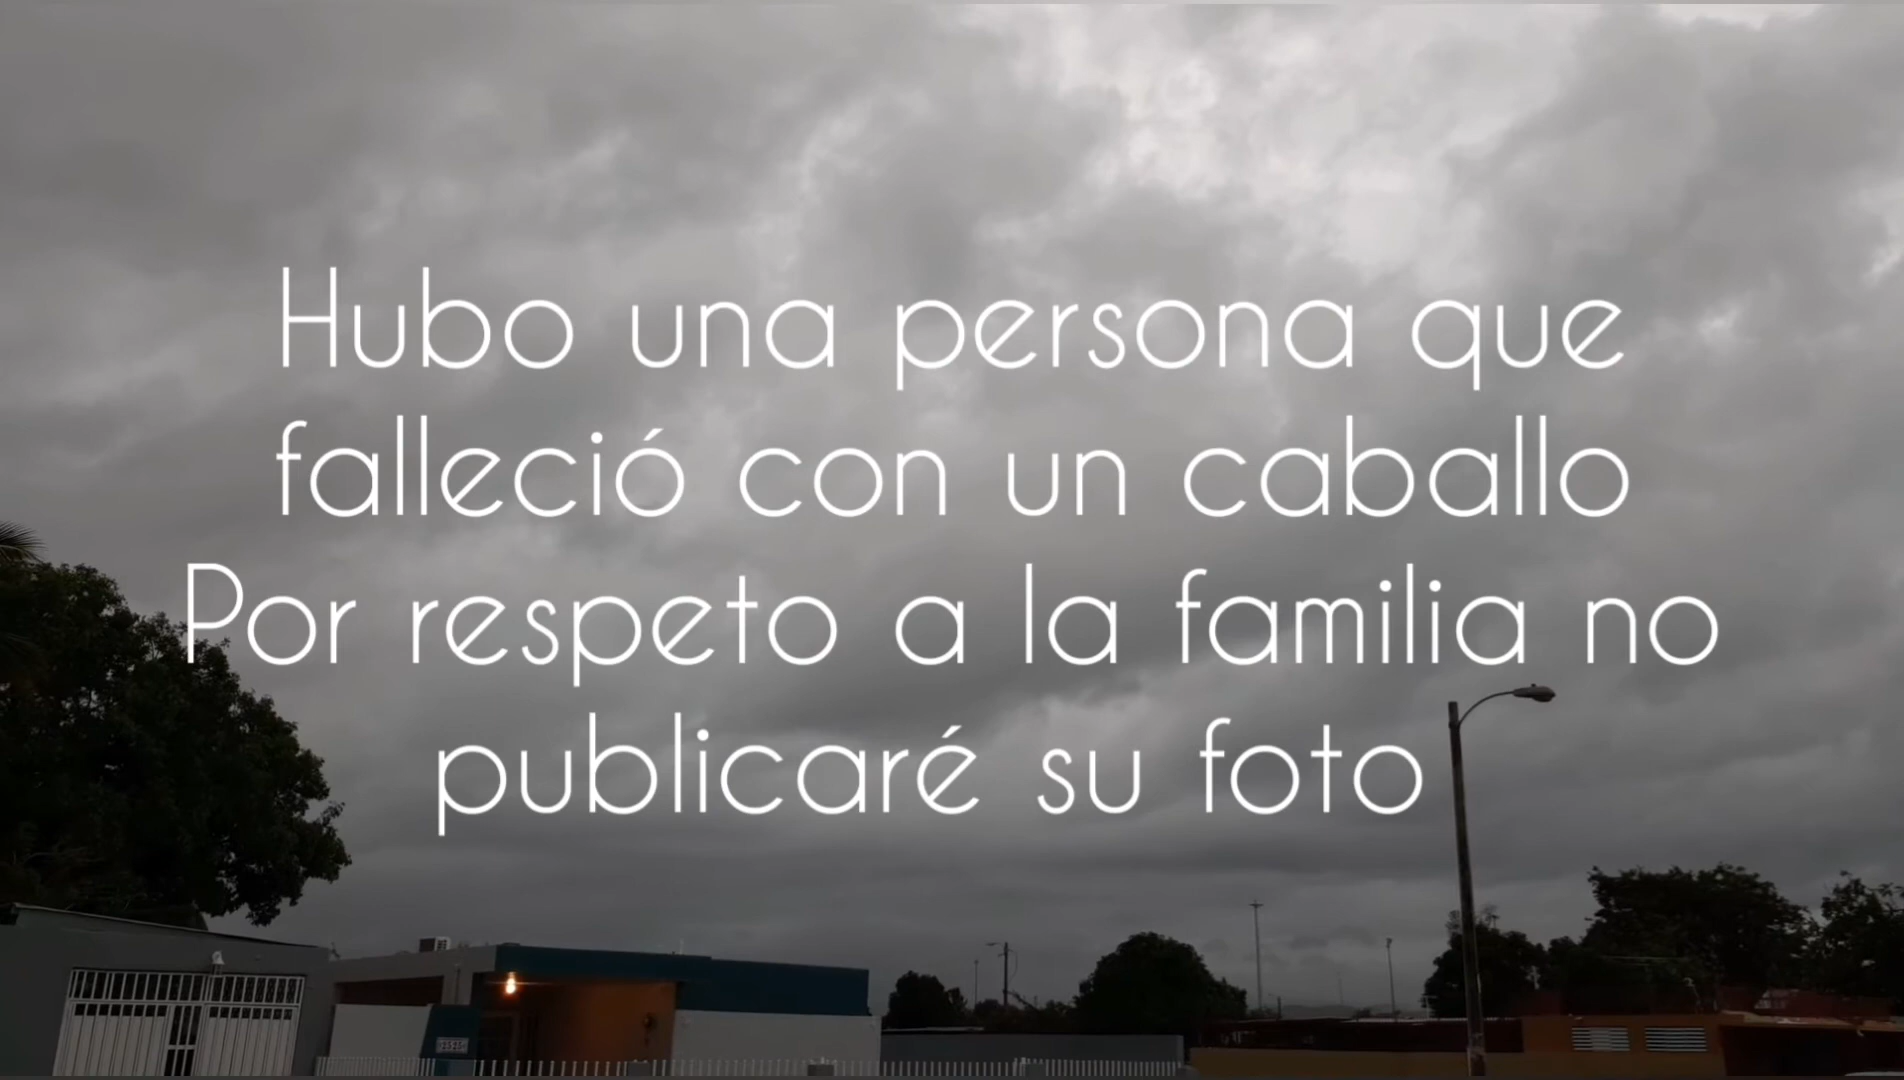 Hubo una persona que
falleció con un caballo
Por respeto a la familia no
publicaré su foto